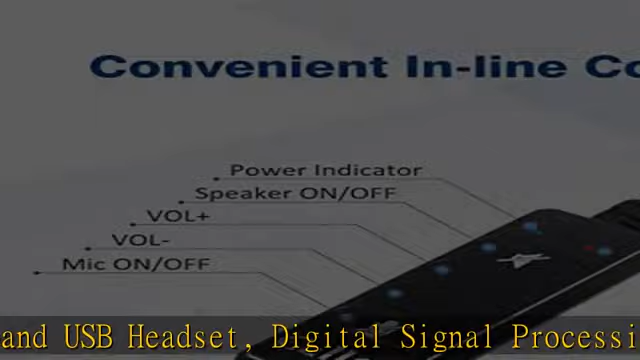 Convenient In-line Co
Power Indicator
Speaker ON/OFF
VOL+
VOL-
Mic ON/OFF
and USB Headset, Digital Signal Processi